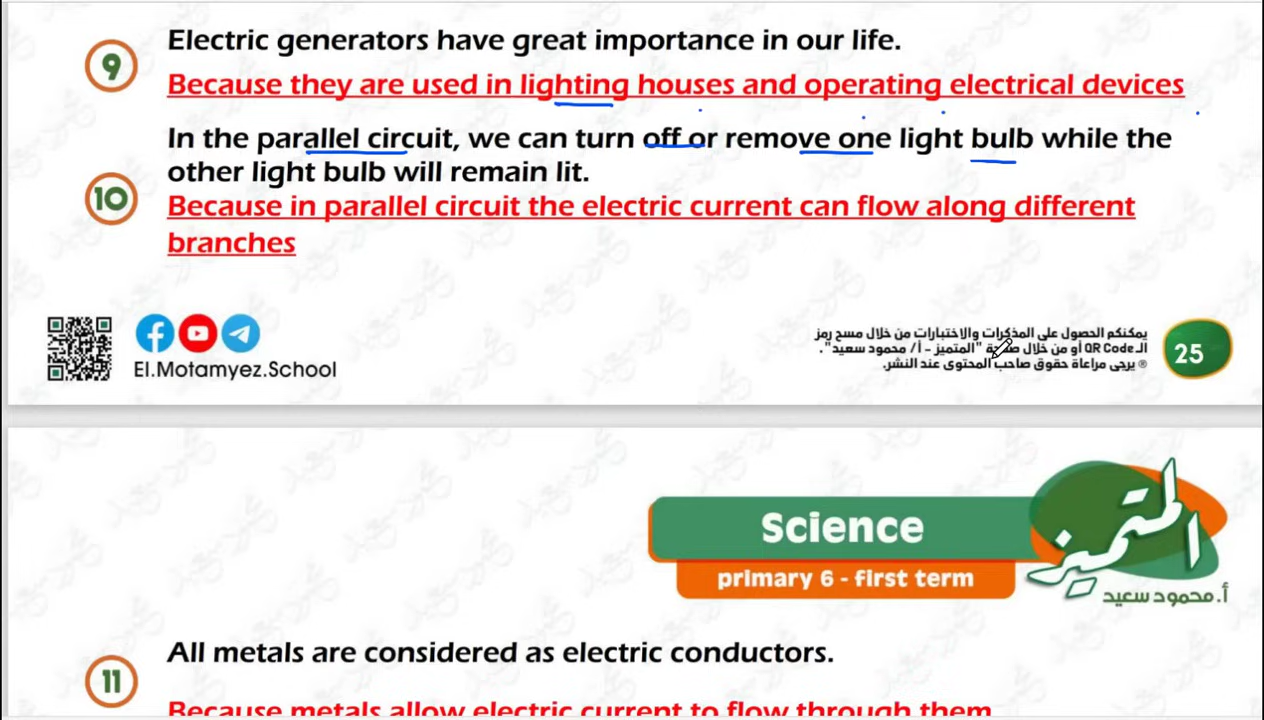 9
Electric generators have great importance in our life.
Because they are used in lighting houses and operating electrical devices
In the parallel circuit, we can turn off or remove one light bulb while the
other light bulb will remain lit.
10
Because in parallel circuit the electric current can flow along different
branches
El.Motamyez.School
يمكنكم الحصول على المذكرات والاختبارات من خلال مسح رمز
الـ QR Code أو من خلال صفحة "المتميز - أ/ محمود سعيد".
® يرجى مراعاة حقوق صاحب المحتوى عند النشر.
25
Science
primary 6 - first term
المتميز
أ. محمود سعيد
11
All metals are considered as electric conductors.
Because metals allow electric current to flow through them